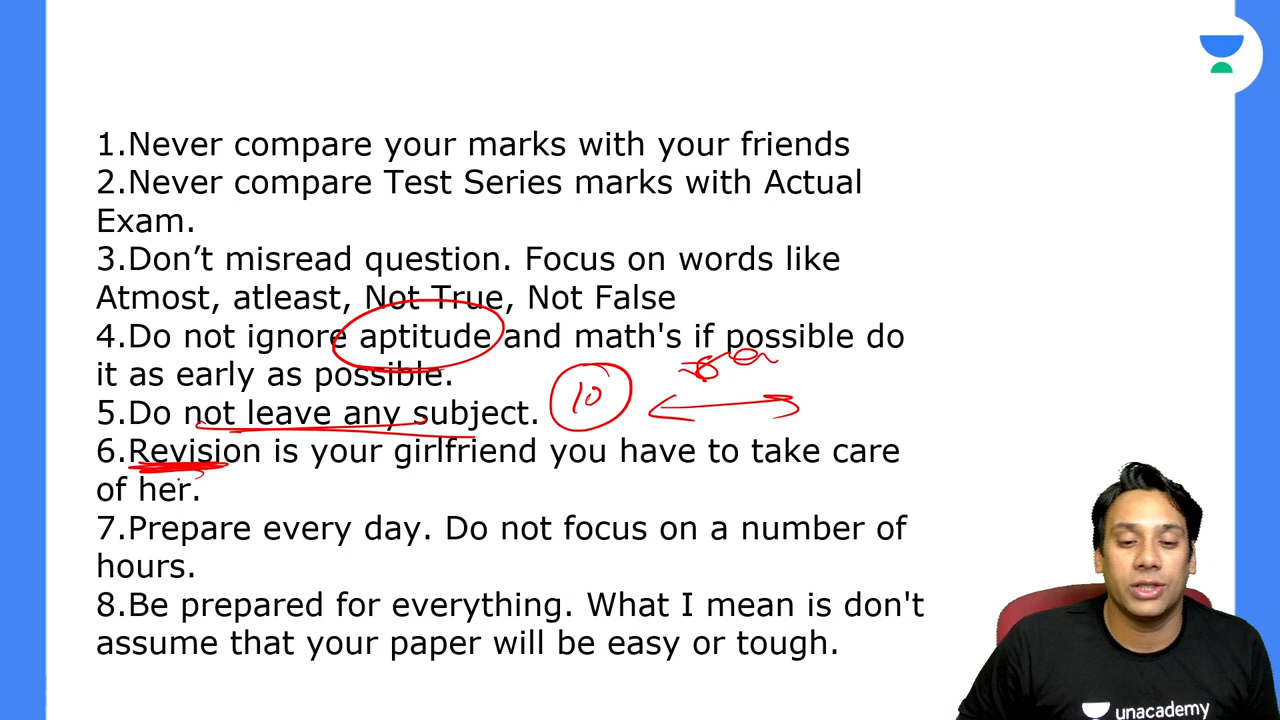 1.Never compare your marks with your friends
2.Never compare Test Series marks with Actual
Exam.
3.Don’t misread question. Focus on words like
Atmost, atleast, Not True, Not False
4.Do not ignore aptitude and math's if possible do
it as early as possible.
5.Do not leave any subject.
10
6.Revision is your girlfriend you have to take care
of her.
7.Prepare every day. Do not focus on a number of
hours.
8.Be prepared for everything. What I mean is don't
assume that your paper will be easy or tough.
unacademy